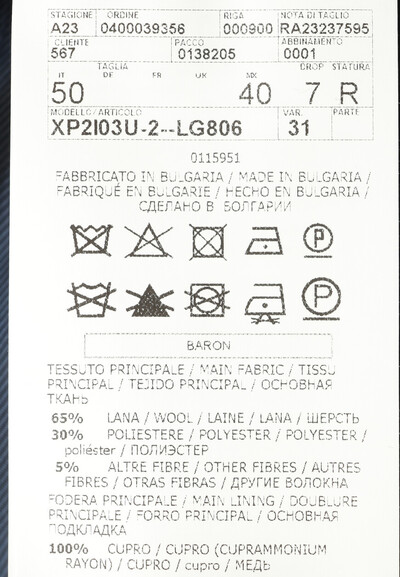 STAGIONE ORDINE RIGA NOTA DI TAGLIO
A23 0400039356 000900 RA23237595
CLIENTE PACCO ABBINAMENTO
567 0138205 0001
TAGLIA DROP STATURA
IT DE FR UK MX
50 40 7 R
MODELLO/ARTICOLO VAR. PARTE
XP2I03U-2--LG806 31
0115951
FABBRICATO IN BULGARIA / MADE IN BULGARIA /
FABRIQUÉ EN BULGARIE / HECHO EN BULGARIA /
СДЕЛАНО В БОЛГАРИИ
P
P
BARON
TESSUTO PRINCIPALE / MAIN FABRIC / TISSU
PRINCIPAL / TEJIDO PRINCIPAL / ОСНОВНАЯ
ТКАНЬ
65% LANA / WOOL / LAINE / LANA / ШЕРСТЬ
30% POLIESTERE / POLYESTER / POLYESTER /
poliéster / ПОЛИЭСТЕР
5% ALTRE FIBRE / OTHER FIBRES / AUTRES
FIBRES / OTRAS FIBRAS / ДРУГИЕ ВОЛОКНА
FODERA PRINCIPALE / MAIN LINING / DOUBLURE
PRINCIPALE / FORRO PRINCIPAL / ОСНОВНАЯ
ПОДКЛАДКА
100% CUPRO / CUPRO (CUPRAMMONIUM
RAYON) / CUPRO / cupro / МЕДЬ